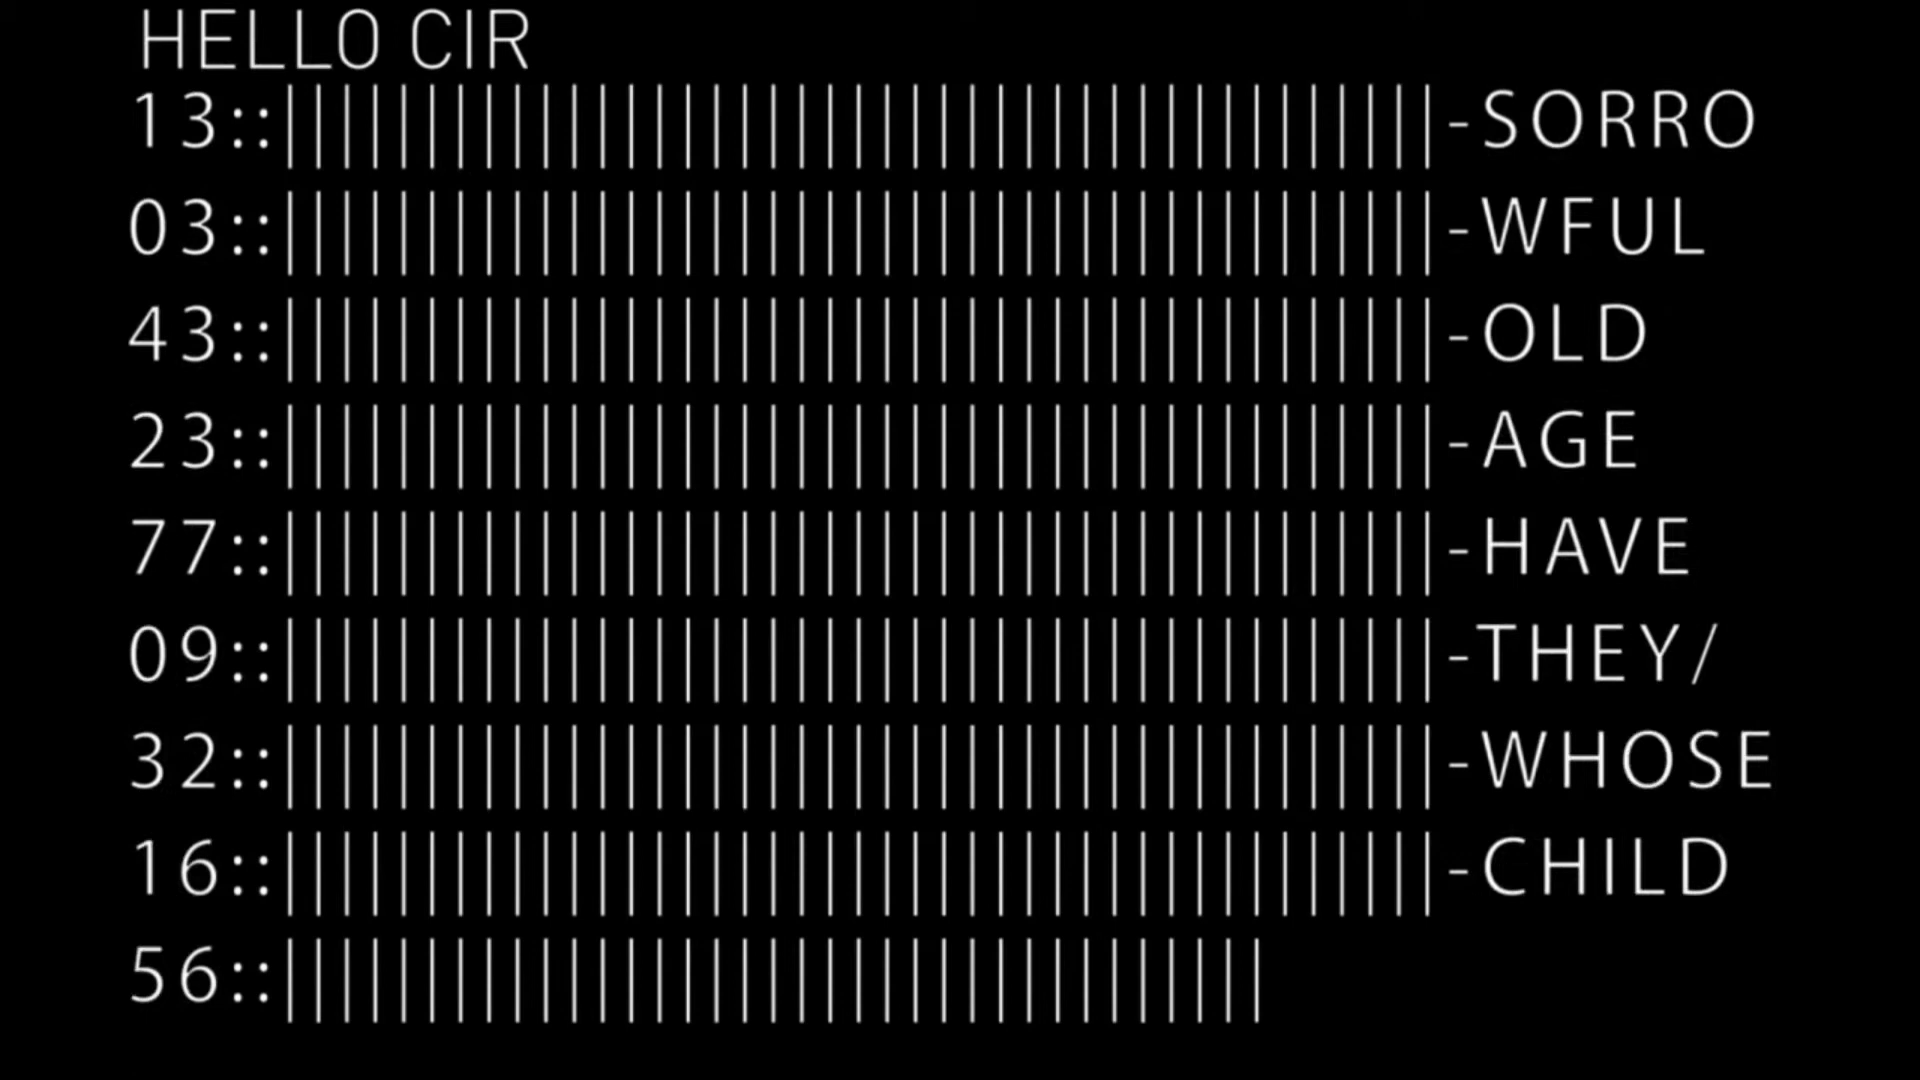 HELLO CIR
13::|||||||||||||||||||||||||||||||||||||||||-SORRO
03::|||||||||||||||||||||||||||||||||||||||||-WFUL
43::|||||||||||||||||||||||||||||||||||||||||-OLD
23::|||||||||||||||||||||||||||||||||||||||||-AGE
77::|||||||||||||||||||||||||||||||||||||||||-HAVE
09::|||||||||||||||||||||||||||||||||||||||||-THEY/
32::|||||||||||||||||||||||||||||||||||||||||-WHOSE
16::|||||||||||||||||||||||||||||||||||||||||-CHILD
56::|||||||||||||||||||||||||||||||||||